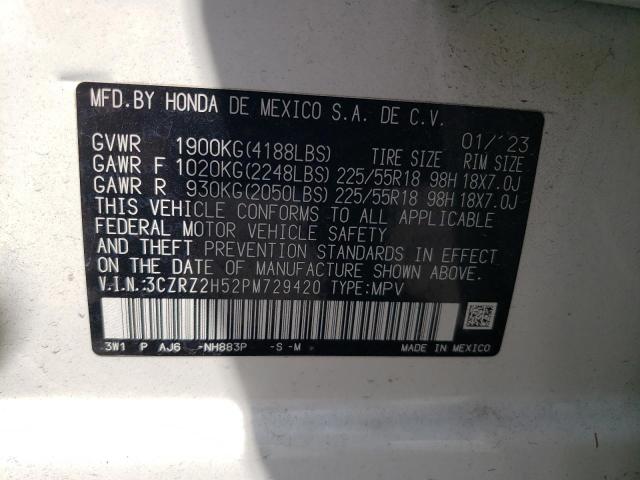 MFD.BY HONDA DE MEXICO S.A. DE C.V.
01/'23
GVWR 1900KG(4188LBS) TIRE SIZE RIM SIZE
GAWR F 1020KG(2248LBS) 225/55R18 98H 18X7.0J
GAWR R 930KG(2050LBS) 225/55R18 98H 18X7.0J
THIS VEHICLE CONFORMS TO ALL APPLICABLE
FEDERAL MOTOR VEHICLE SAFETY
AND THEFT PREVENTION STANDARDS IN EFFECT
ON THE DATE OF MANUFACTURE SHOWN ABOVE.
V.I.N.:3CZRZ2H52PM729420 TYPE:MPV
3W1 P AJ6 -NH883P -S-M
MADE IN MEXICO